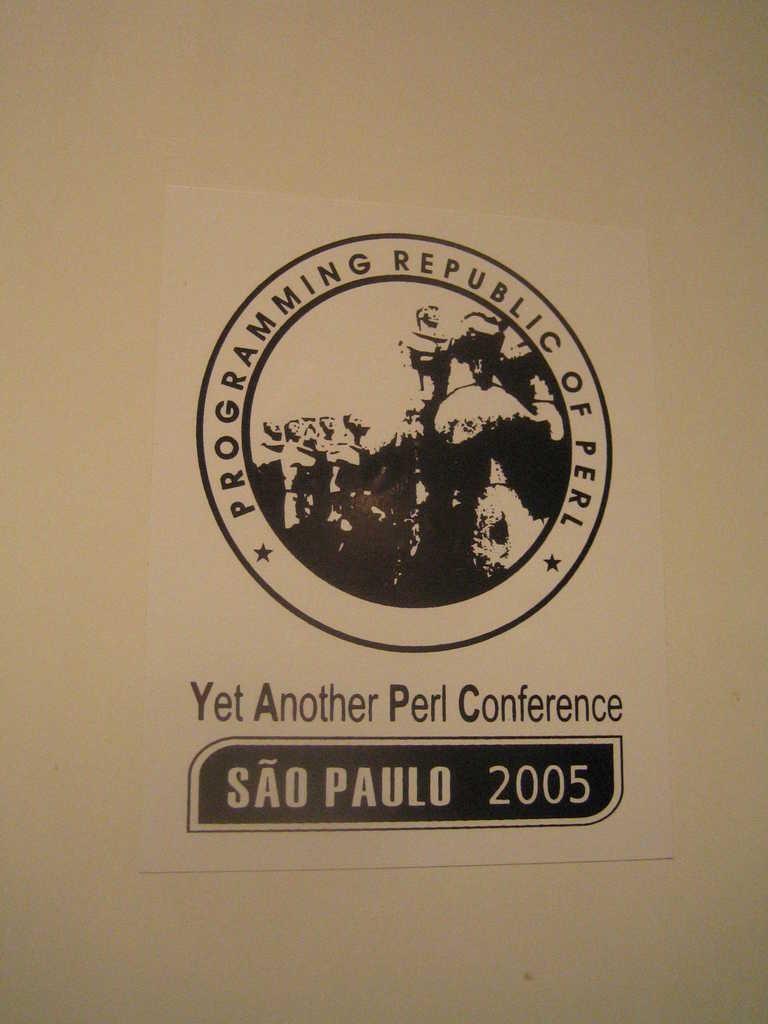 PROGRAMMING REPUBLIC OF PERL
Yet Another Perl Conference
SÃO PAULO 2005